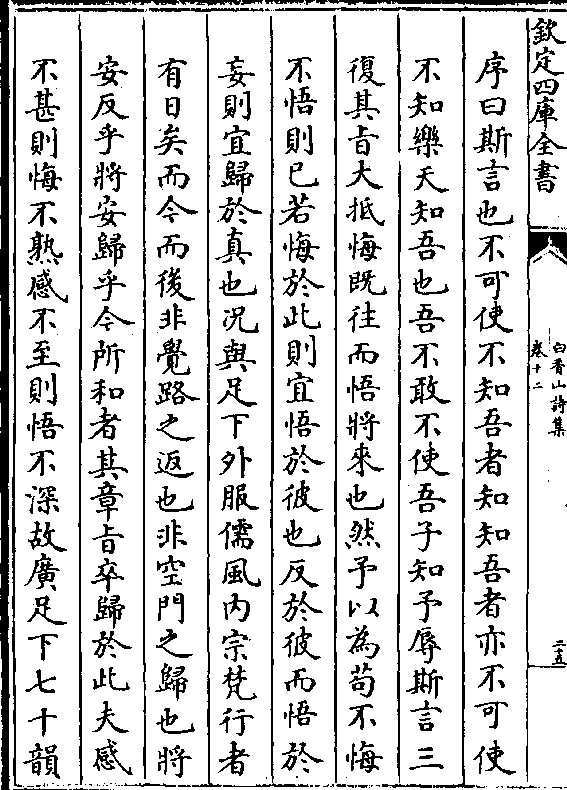 欽定四庫全書
白香山詩集
卷十二
二十五
序曰斯言也不可使不知吾者知知吾者亦不可使
不知樂天知吾也吾不敢不使吾子知予辱斯言三
復其旨大抵悔既往而悟將來也然予以為苟不悔
不悟則已若悔於此則宜悟於彼也反於彼而悟於
妄則宜歸於真也况與足下外服儒風内宗梵行者
有日矣而今而後非覺路之返也非空門之歸也將
安反乎將安歸乎今所和者其章旨卒歸於此夫感
不甚則悔不熟感不至則悟不深故廣足下七十韻